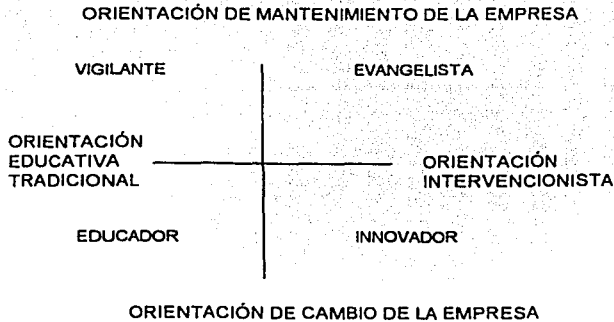 ORIENTACIÓN DE MANTENIMIENTO DE LA EMPRESA
VIGILANTE
EVANGELISTA
ORIENTACIÓN
EDUCATIVA
TRADICIONAL
ORIENTACIÓN
INTERVENCIONISTA
EDUCADOR
INNOVADOR
ORIENTACIÓN DE CAMBIO DE LA EMPRESA